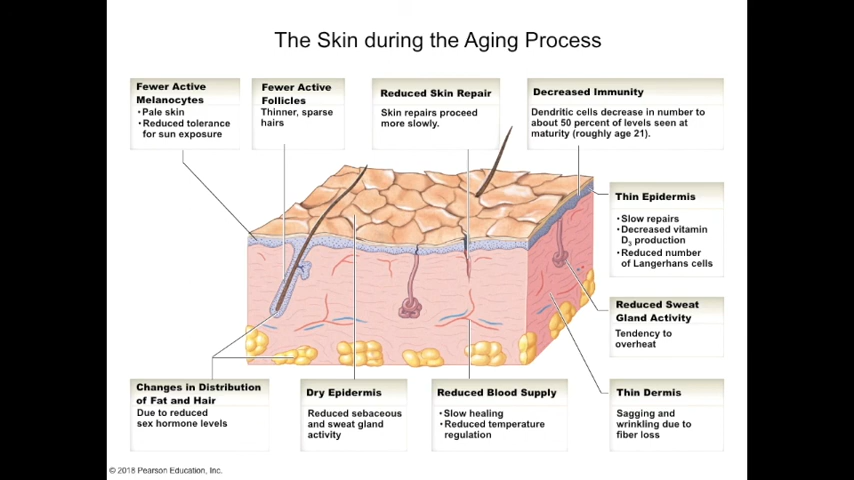 The Skin during the Aging Process
Fewer Active
Melanocytes
• Pale skin
• Reduced tolerance
for sun exposure
Fewer Active
Follicles
Thinner, sparse
hairs
Reduced Skin Repair
Skin repairs proceed
more slowly.
Decreased Immunity
Dendritic cells decrease in number to
about 50 percent of levels seen at
maturity (roughly age 21).
Thin Epidermis
• Slow repairs
• Decreased vitamin
D₃ production
• Reduced number
of Langerhans cells
Reduced Sweat
Gland Activity
Tendency to
overheat
Changes in Distribution
of Fat and Hair
Due to reduced
sex hormone levels
Dry Epidermis
Reduced sebaceous
and sweat gland
activity
Reduced Blood Supply
• Slow healing
• Reduced temperature
regulation
Thin Dermis
Sagging and
wrinkling due to
fiber loss
© 2018 Pearson Education, Inc.